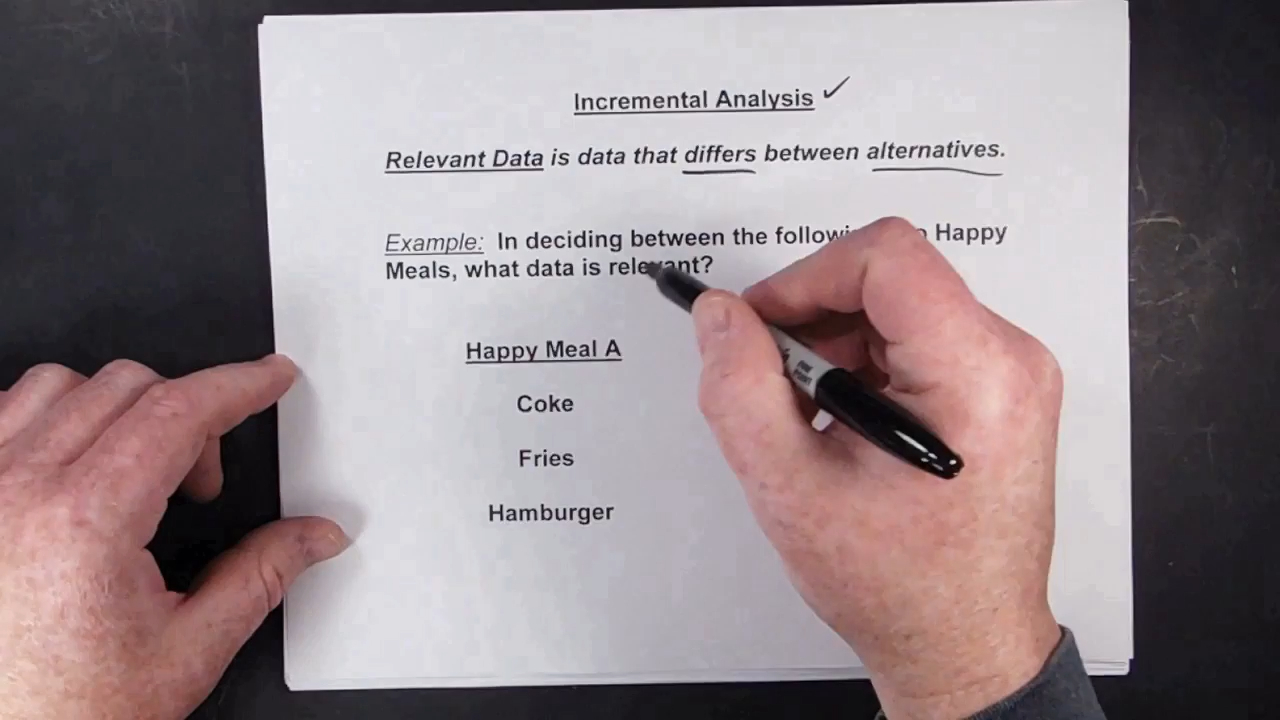 Incremental Analysis
Relevant Data is data that differs between alternatives.
Example: In deciding between the Happy
Meals, what data is relevant?
Happy Meal A
Coke
Fries
Hamburger